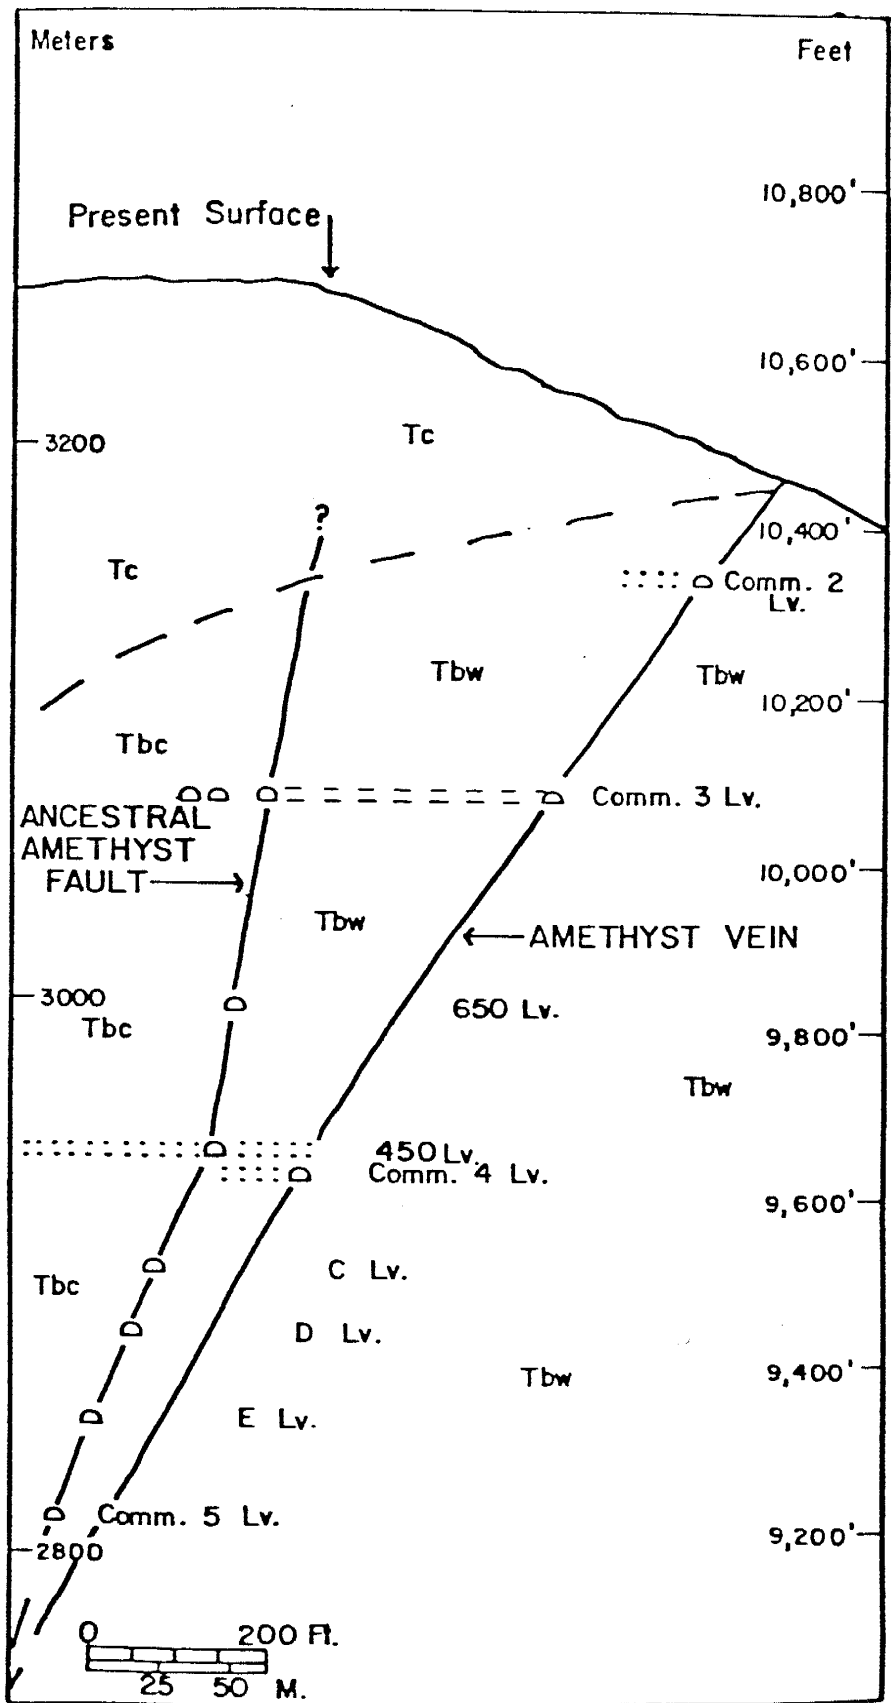 Meters
Feet
10,800'
Present Surface
10,600'
3200
Tc
?
10,400'
Tc
Comm. 2
Lv.
Tbw
Tbw
10,200'
Tbc
Comm. 3 Lv.
ANCESTRAL
AMETHYST
FAULT
10,000'
Tbw
AMETHYST VEIN
3000
650 Lv.
Tbc
9,800'
Tbw
450 Lv.
Comm. 4 Lv.
9,600'
C Lv.
Tbc
D Lv.
9,400'
Tbw
E Lv.
Comm. 5 Lv.
9,200'
2800
0 200 Ft.
25 50 M.